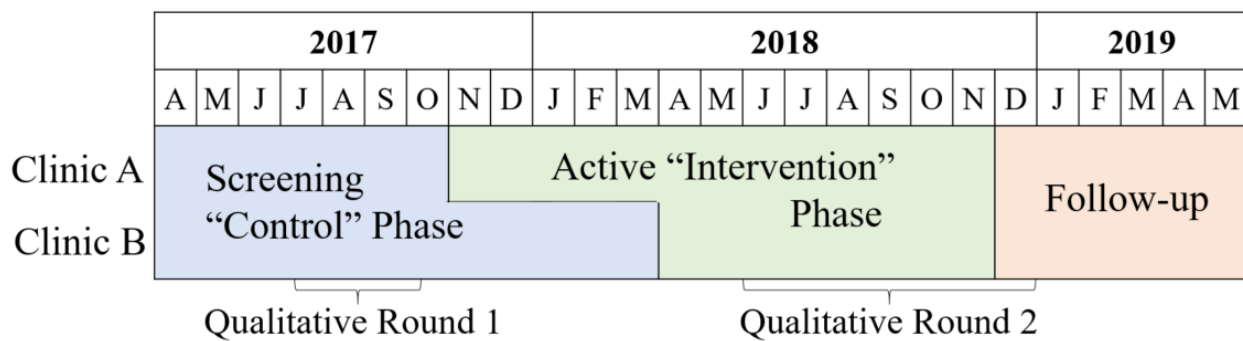 2017 2018 2019
A M J J A S O N D J F M A M J J A S O N D J F M A M
Clinic A
Clinic B
Screening
“Control” Phase
Active “Intervention”
Phase
Follow-up
Qualitative Round 1
Qualitative Round 2